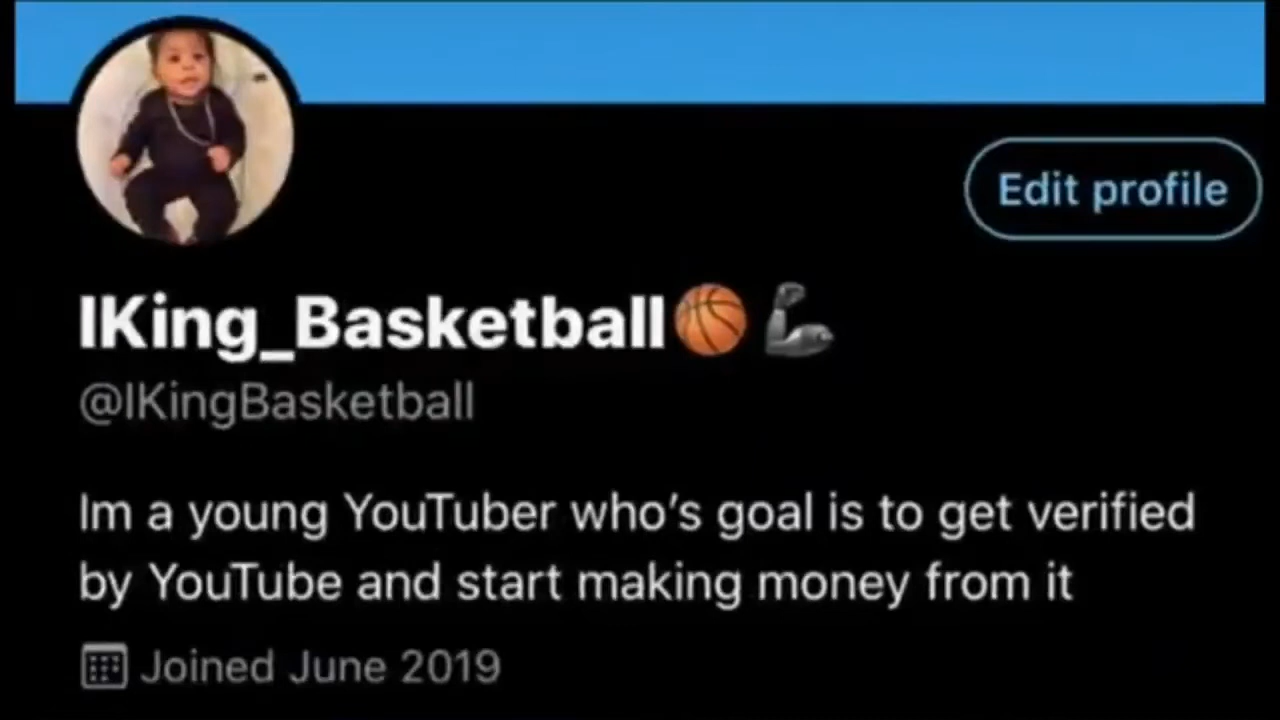 Edit profile
IKing_Basketball🏀🦾
@IKingBasketball
Im a young YouTuber who’s goal is to get verified
by YouTube and start making money from it
Joined June 2019